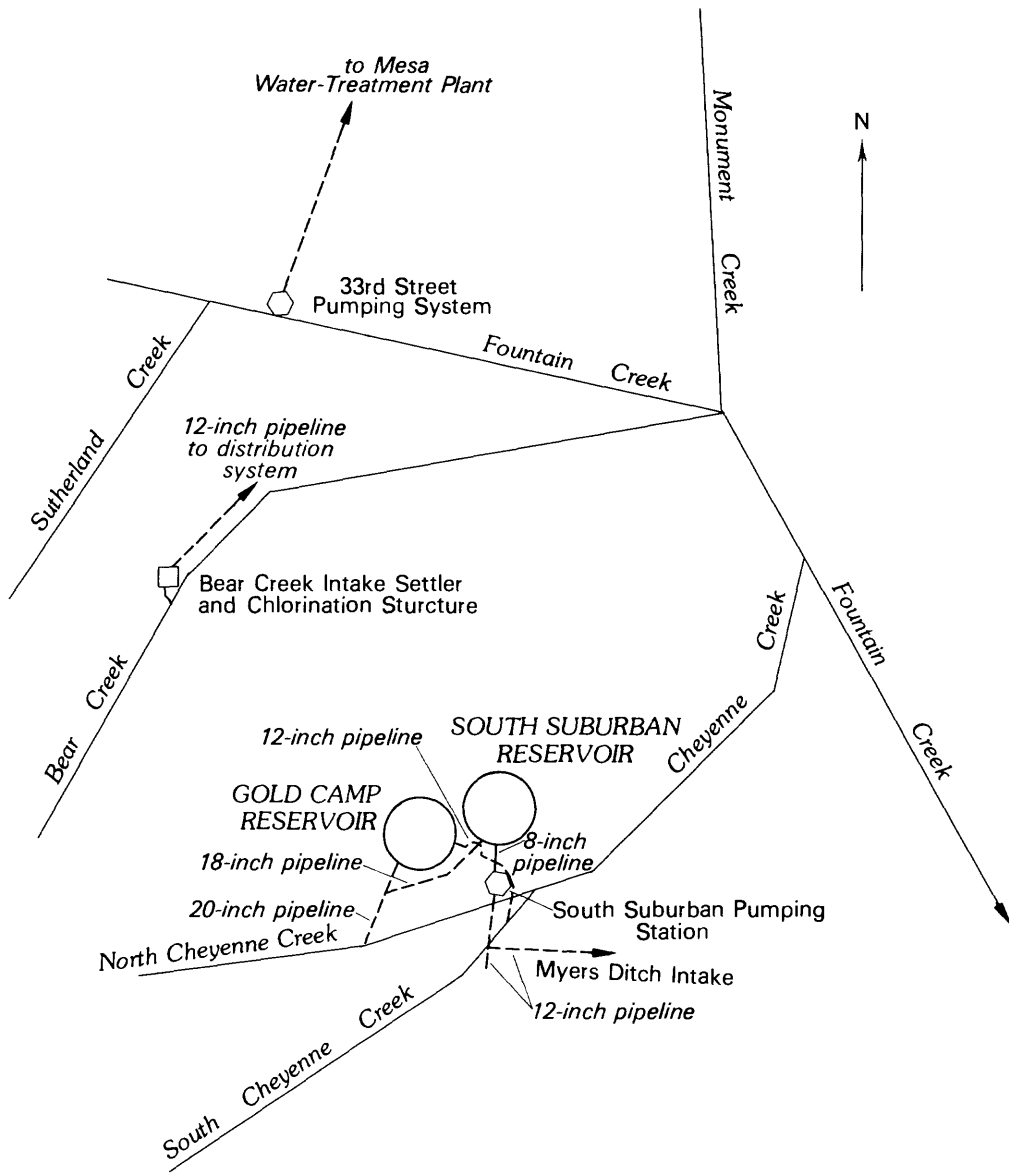 to Mesa
Water-Treatment Plant
Monument
Creek
N
33rd Street
Pumping System
Fountain
Creek
Sutherland
Creek
12-inch pipeline
to distribution
system
Bear Creek Intake Settler
and Chlorination Sturcture
Bear
Creek
Fountain
Creek
Cheyenne
Creek
12-inch pipeline
SOUTH SUBURBAN
RESERVOIR
GOLD CAMP
RESERVOIR
8-inch
pipeline
18-inch pipeline
20-inch pipeline
South Suburban Pumping
Station
North Cheyenne Creek
Myers Ditch Intake
12-inch pipeline
South Cheyenne Creek